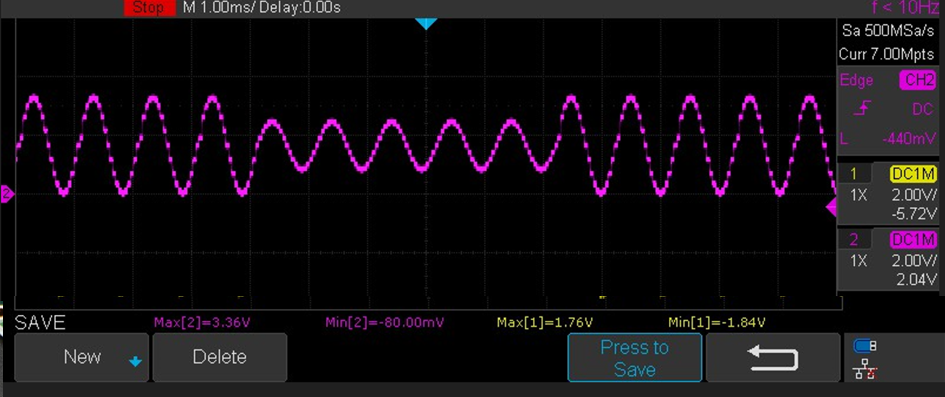 Stop M 1.00ms/ Delay:0.00s
f < 10Hz
Sa 500MSa/s
Curr 7.00Mpts
Edge CH2
DC
L -440mV
1 DC1M
1X 2.00V/
-5.72V
2 DC1M
1X 2.00V/
2.04V
2
SAVE Max[2]=3.36V Min[2]=-80.00mV Max[1]=1.76V Min[1]=-1.84V
New Delete Press to
Save